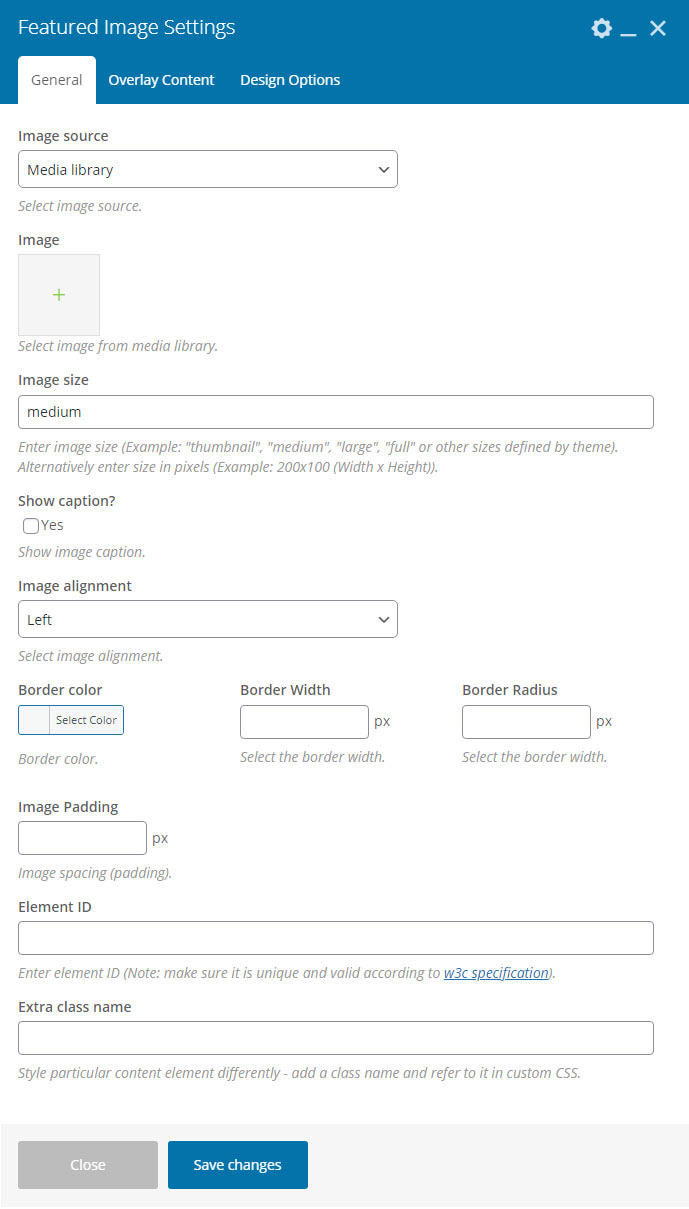 Featured Image Settings
General Overlay Content Design Options
Image source
Media library
Select image source.
Image
+
Select image from media library.
Image size
medium
Enter image size (Example: "thumbnail", "medium", "large", "full" or other sizes defined by theme).
Alternatively enter size in pixels (Example: 200x100 (Width x Height)).
Show caption?
Yes
Show image caption.
Image alignment
Left
Select image alignment.
Border color Border Width Border Radius
Select Color px px
Border color. Select the border width. Select the border width.
Image Padding
px
Image spacing (padding).
Element ID
Enter element ID (Note: make sure it is unique and valid according to w3c specification).
Extra class name
Style particular content element differently - add a class name and refer to it in custom CSS.
Close Save changes